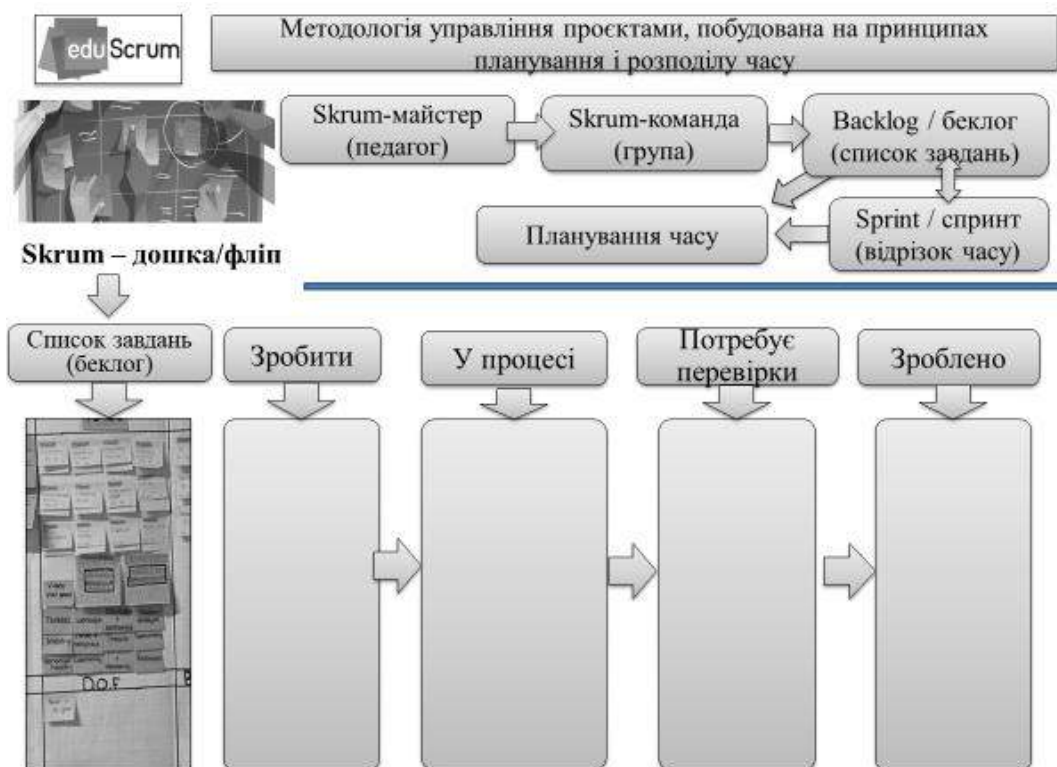 eduScrum
Методологія управління проєктами, побудована на принципах
планування і розподілу часу
Skrum-майстер
(педагог)
Skrum-команда
(група)
Backlog / беклог
(список завдань)
Планування часу
Sprint / спринт
(відрізок часу)
Skrum – дошка/фліп
Список завдань
(беклог)
Зробити
У процесі
Потребує
перевірки
Зроблено
D.O.F